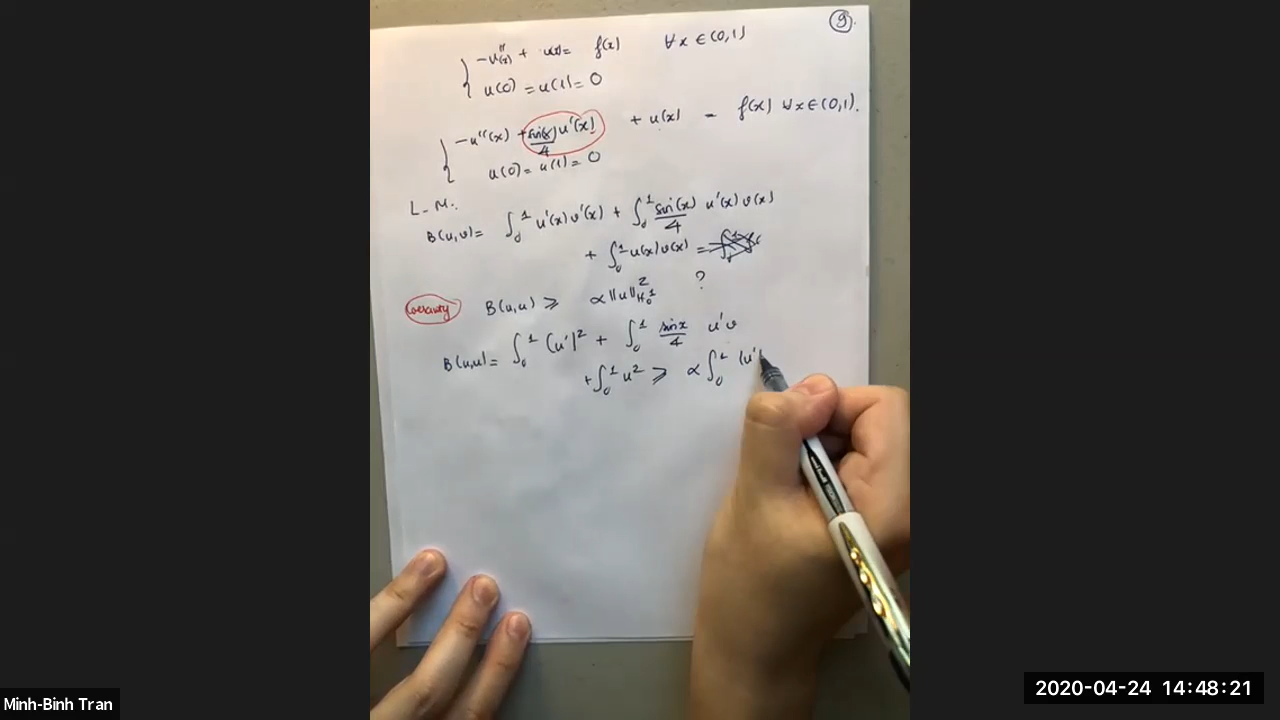 9
-u''(x) + u(x) = f(x) ∀x ∈ (0,1)
u(0) = u(1) = 0
-u''(x) + sin(x)/4 u'(x) + u(x) = f(x) ∀x ∈ (0,1).
u(0) = u(1) = 0
L-M.
B(u,v) = ∫₀¹ u'(x)v'(x) + ∫₀¹ sin(x)/4 u'(x)v(x)
+ ∫₀¹ u(x)v(x) =
?
Coercivity B(u,u) ⩾ α‖u‖²_{H₀¹}
B(u,u) = ∫₀¹ |u'|² + ∫₀¹ sinx/4 u'v
+ ∫₀¹ u² ⩾ α ∫₀¹ |u'|
Minh-Binh Tran
2020-04-24 14:48:21